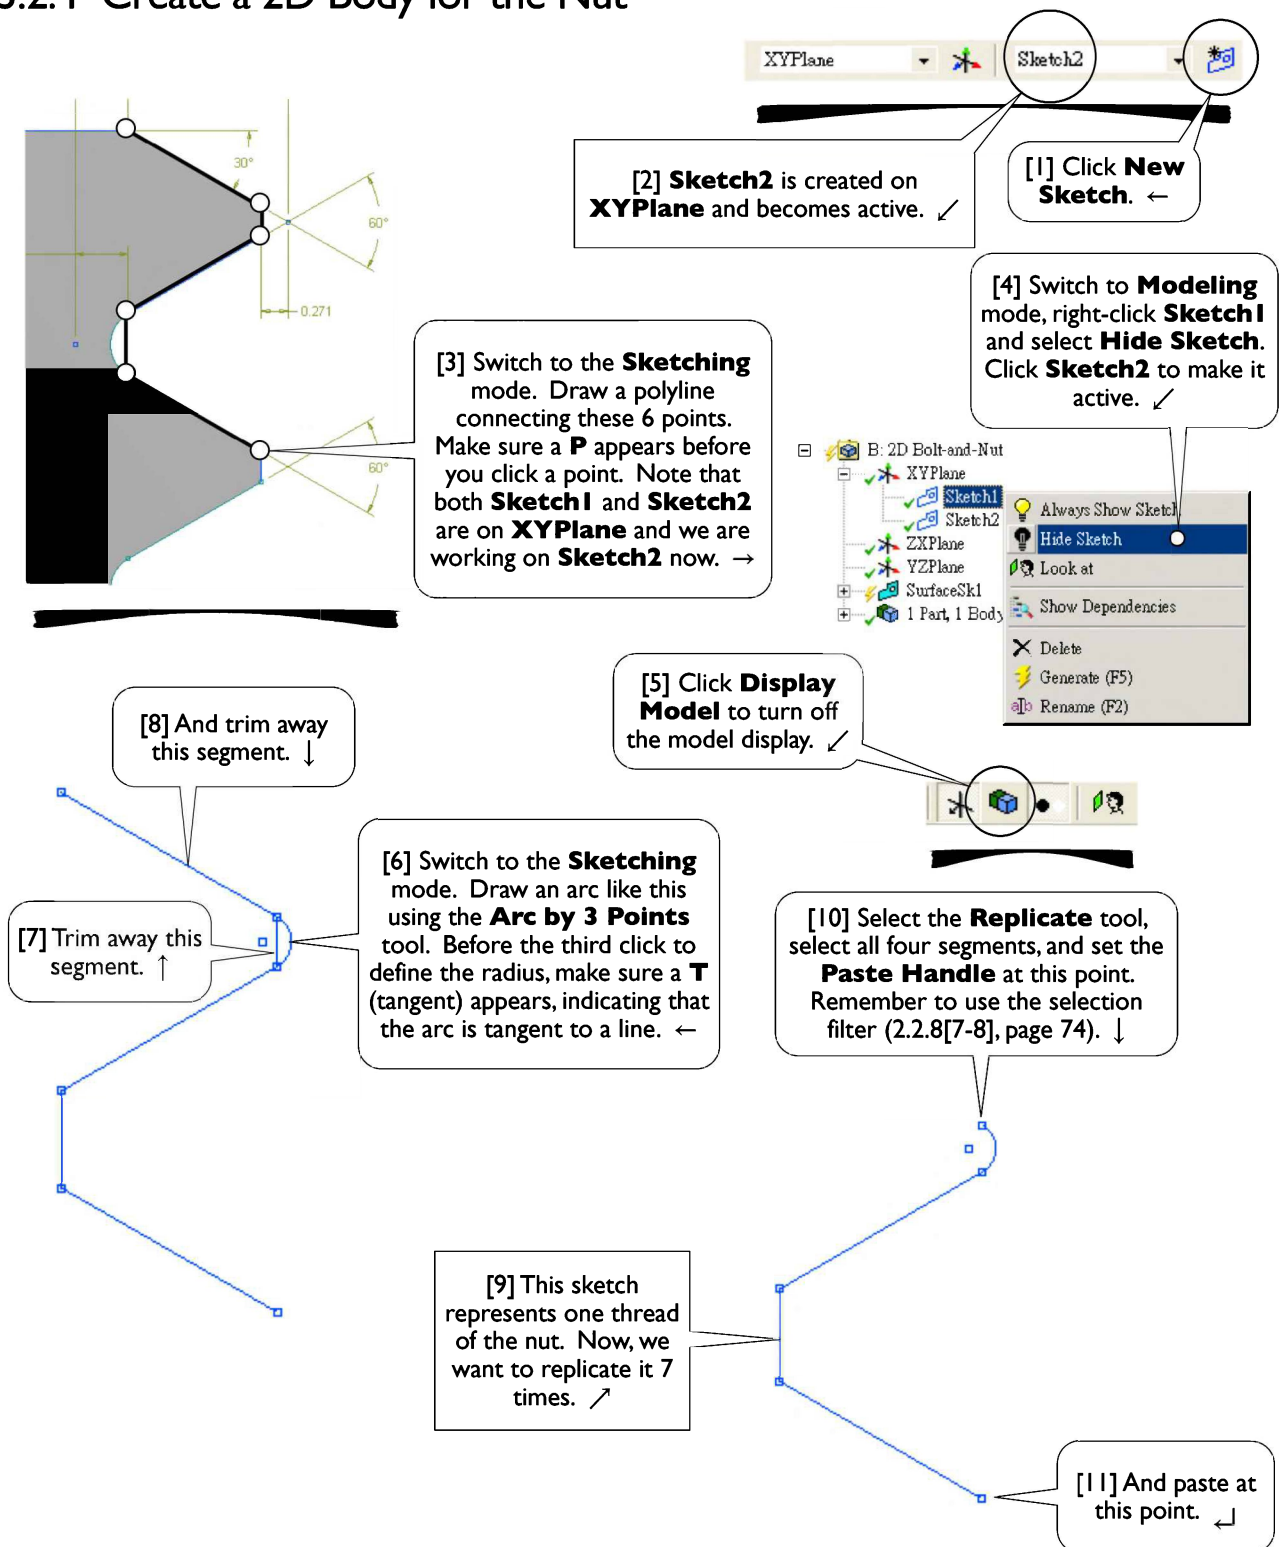 Create a 2D Body for the Nut
XYPlane
Sketch2
[1] Click New
Sketch. ←
[2] Sketch2 is created on
XYPlane and becomes active. ↙
30°
60°
0.271
60°
[3] Switch to the Sketching
mode. Draw a polyline
connecting these 6 points.
Make sure a P appears before
you click a point. Note that
both Sketch1 and Sketch2
are on XYPlane and we are
working on Sketch2 now. →
[4] Switch to Modeling
mode, right-click Sketch1
and select Hide Sketch.
Click Sketch2 to make it
active. ↙
B: 2D Bolt-and-Nut
XYPlane
Sketch1
Sketch2
ZXPlane
YZPlane
SurfaceSk1
1 Part, 1 Body
Always Show Sketch
Hide Sketch
Look at
Show Dependencies
Delete
Generate (F5)
a|b Rename (F2)
[5] Click Display
Model to turn off
the model display. ↙
[8] And trim away
this segment. ↓
[7] Trim away this
segment. ↑
[6] Switch to the Sketching
mode. Draw an arc like this
using the Arc by 3 Points
tool. Before the third click to
define the radius, make sure a T
(tangent) appears, indicating that
the arc is tangent to a line. ←
[10] Select the Replicate tool,
select all four segments, and set the
Paste Handle at this point.
Remember to use the selection
filter (2.2.8[7-8], page 74). ↓
[9] This sketch
represents one thread
of the nut. Now, we
want to replicate it 7
times. ↗
[11] And paste at
this point. ↵